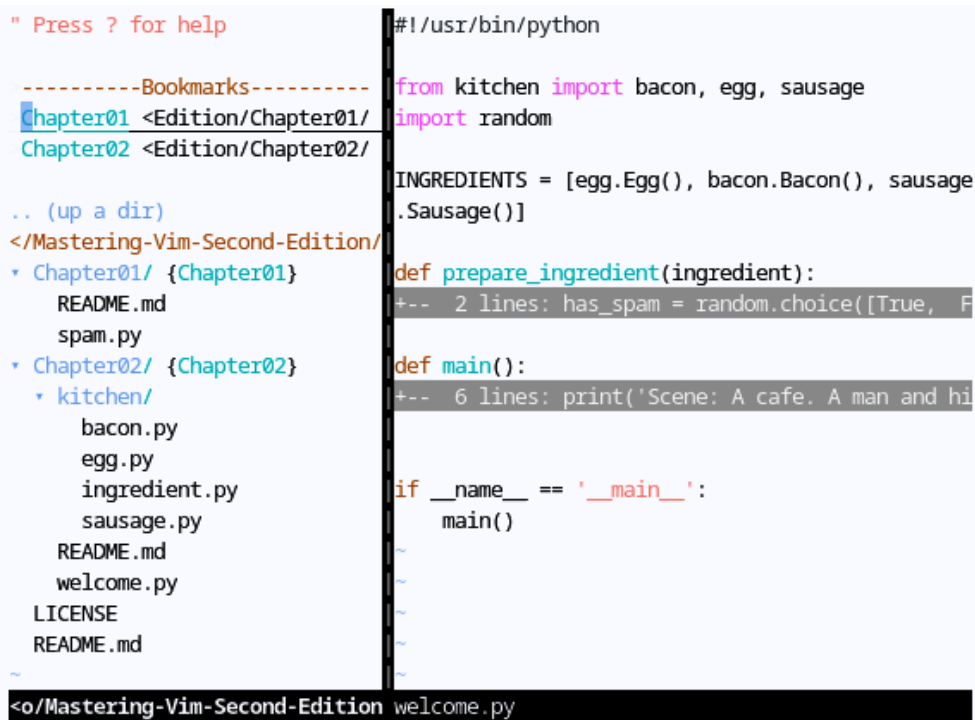 " Press ? for help
----------Bookmarks----------
Chapter01 <Edition/Chapter01/
Chapter02 <Edition/Chapter02/
.. (up a dir)
</Mastering-Vim-Second-Edition/
▾ Chapter01/ {Chapter01}
README.md
spam.py
▾ Chapter02/ {Chapter02}
▾ kitchen/
bacon.py
egg.py
ingredient.py
sausage.py
README.md
welcome.py
LICENSE
README.md
~
<o/Mastering-Vim-Second-Edition
#!/usr/bin/python
from kitchen import bacon, egg, sausage
import random
INGREDIENTS = [egg.Egg(), bacon.Bacon(), sausage
.Sausage()]
def prepare_ingredient(ingredient):
+--  2 lines: has_spam = random.choice([True,  F
def main():
+--  6 lines: print('Scene: A cafe. A man and hi
if __name__ == '__main__':
    main()
~
~
~
~
~
welcome.py